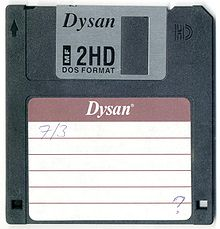 Dysan
MF 2HD
DOS FORMAT
HD
Dysan®
7/3
?